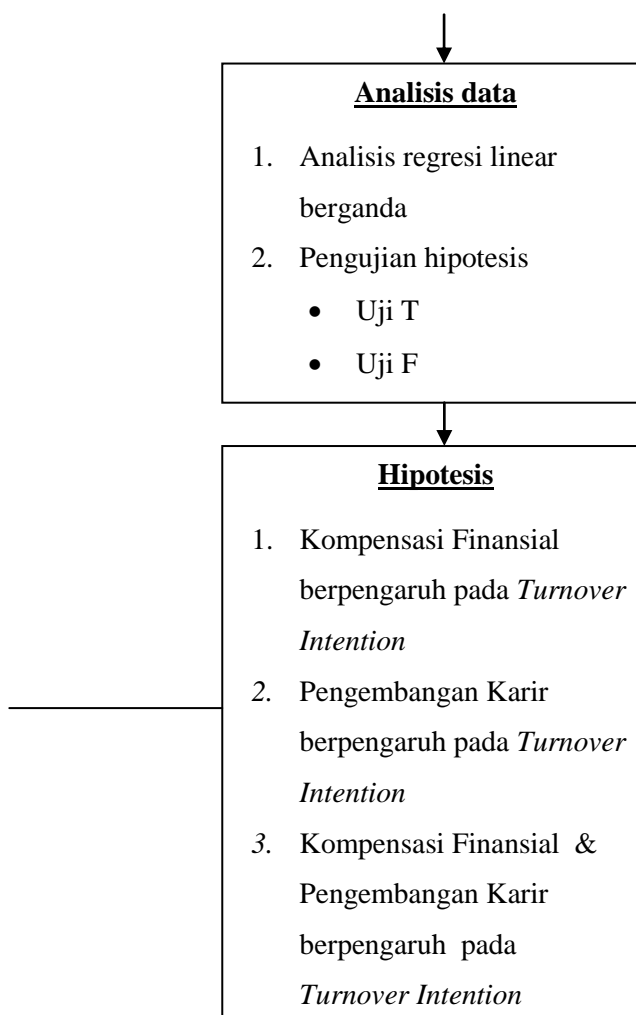 Analisis data
1. Analisis regresi linear
berganda
2. Pengujian hipotesis
• Uji T
• Uji F
Hipotesis
1. Kompensasi Finansial
berpengaruh pada Turnover
Intention
2. Pengembangan Karir
berpengaruh pada Turnover
Intention
3. Kompensasi Finansial &
Pengembangan Karir
berpengaruh pada
Turnover Intention